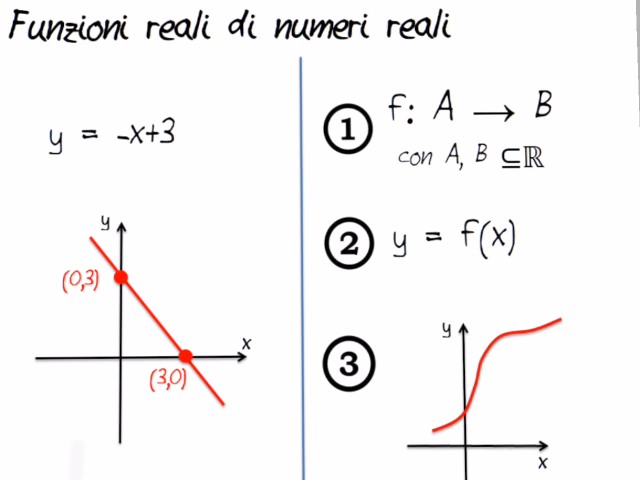 Funzioni reali di numeri reali
y = -x+3
y
(0,3)
x
(3,0)
1 f: A → B
con A, B ⊆ℝ
2 y = f(x)
3
y
x